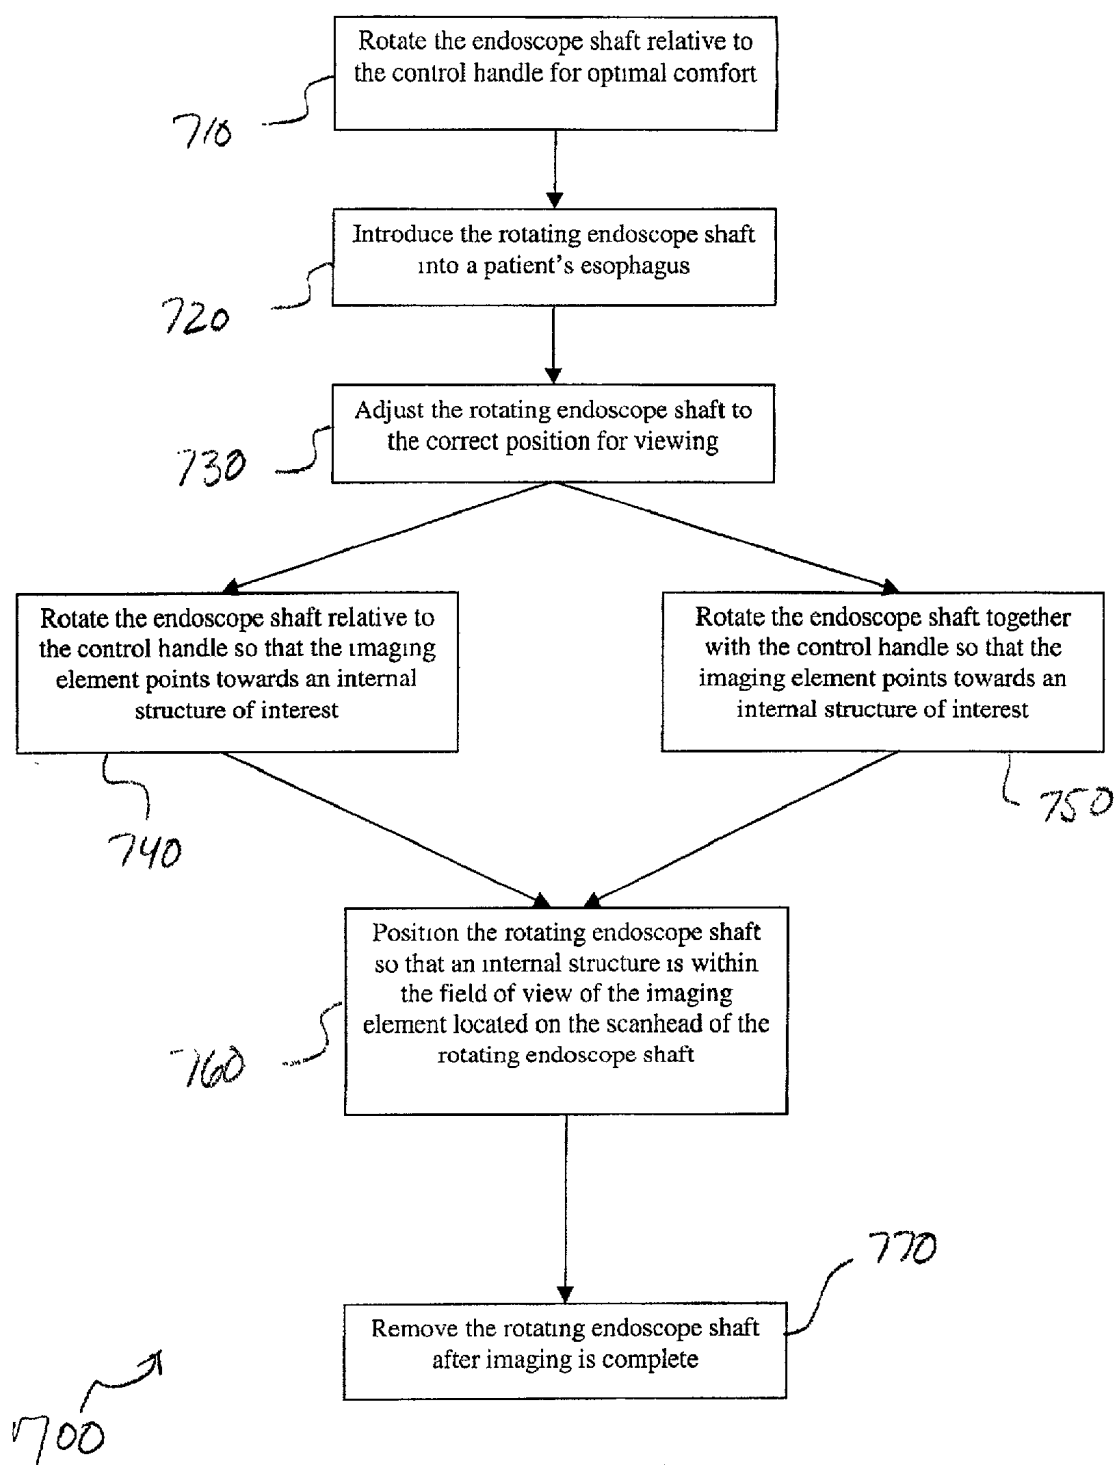 Rotate the endoscope shaft relative to
the control handle for optimal comfort
710
Introduce the rotating endoscope shaft
into a patient's esophagus
720
Adjust the rotating endoscope shaft to
the correct position for viewing
730
Rotate the endoscope shaft relative to
the control handle so that the imaging
element points towards an internal
structure of interest
740
Rotate the endoscope shaft together
with the control handle so that the
imaging element points towards an
internal structure of interest
750
Position the rotating endoscope shaft
so that an internal structure is within
the field of view of the imaging
element located on the scanhead of the
rotating endoscope shaft
760
770
Remove the rotating endoscope shaft
after imaging is complete
700